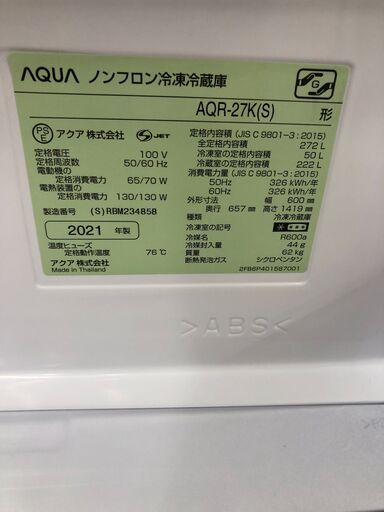 AQUA ノンフロン冷凍冷蔵庫
G
AQR-27K(S) 形
PS E アクア 株式会社 S-JET
定格電圧 100 V
定格周波数 50/60 Hz
電動機の
定格消費電力 65/70 W
電熱装置の
定格消費電力 130/130 W
製造番号 (S)RBM234858
2021 年製
温度ヒューズ
定格動作温度 76℃
アクア 株式会社
Made in Thailand
定格内容積 (JIS C 9801-3:2015)
全定格内容積 272 L
冷凍室の定格内容積 50 L
冷蔵室の定格内容積 222 L
年間消費電力量 (JIS C 9801-3:2015)
50Hz 326 kWh/年
60Hz 326 kWh/年
外形寸法 幅 600 mm
奥行 657 mm 高さ 1419 mm
種類 冷凍冷蔵庫
冷凍室の記号
冷媒名 R600a
冷媒封入量 44 g
質量 62 kg
断熱発泡ガス シクロペンタン
2FB6P401587001
>ABS<